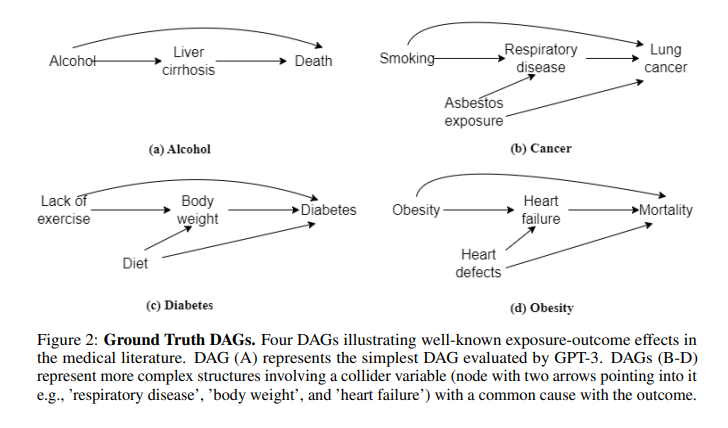 Alcohol
Liver
cirrhosis
Death
(a) Alcohol
Smoking
Respiratory
disease
Lung
cancer
Asbestos
exposure
(b) Cancer
Lack of
exercise
Body
weight
Diabetes
Diet
(c) Diabetes
Obesity
Heart
failure
Mortality
Heart
defects
(d) Obesity
Figure 2: Ground Truth DAGs. Four DAGs illustrating well-known exposure-outcome effects in
the medical literature. DAG (A) represents the simplest DAG evaluated by GPT-3. DAGs (B-D)
represent more complex structures involving a collider variable (node with two arrows pointing into it
e.g., 'respiratory disease', 'body weight', and 'heart failure') with a common cause with the outcome.